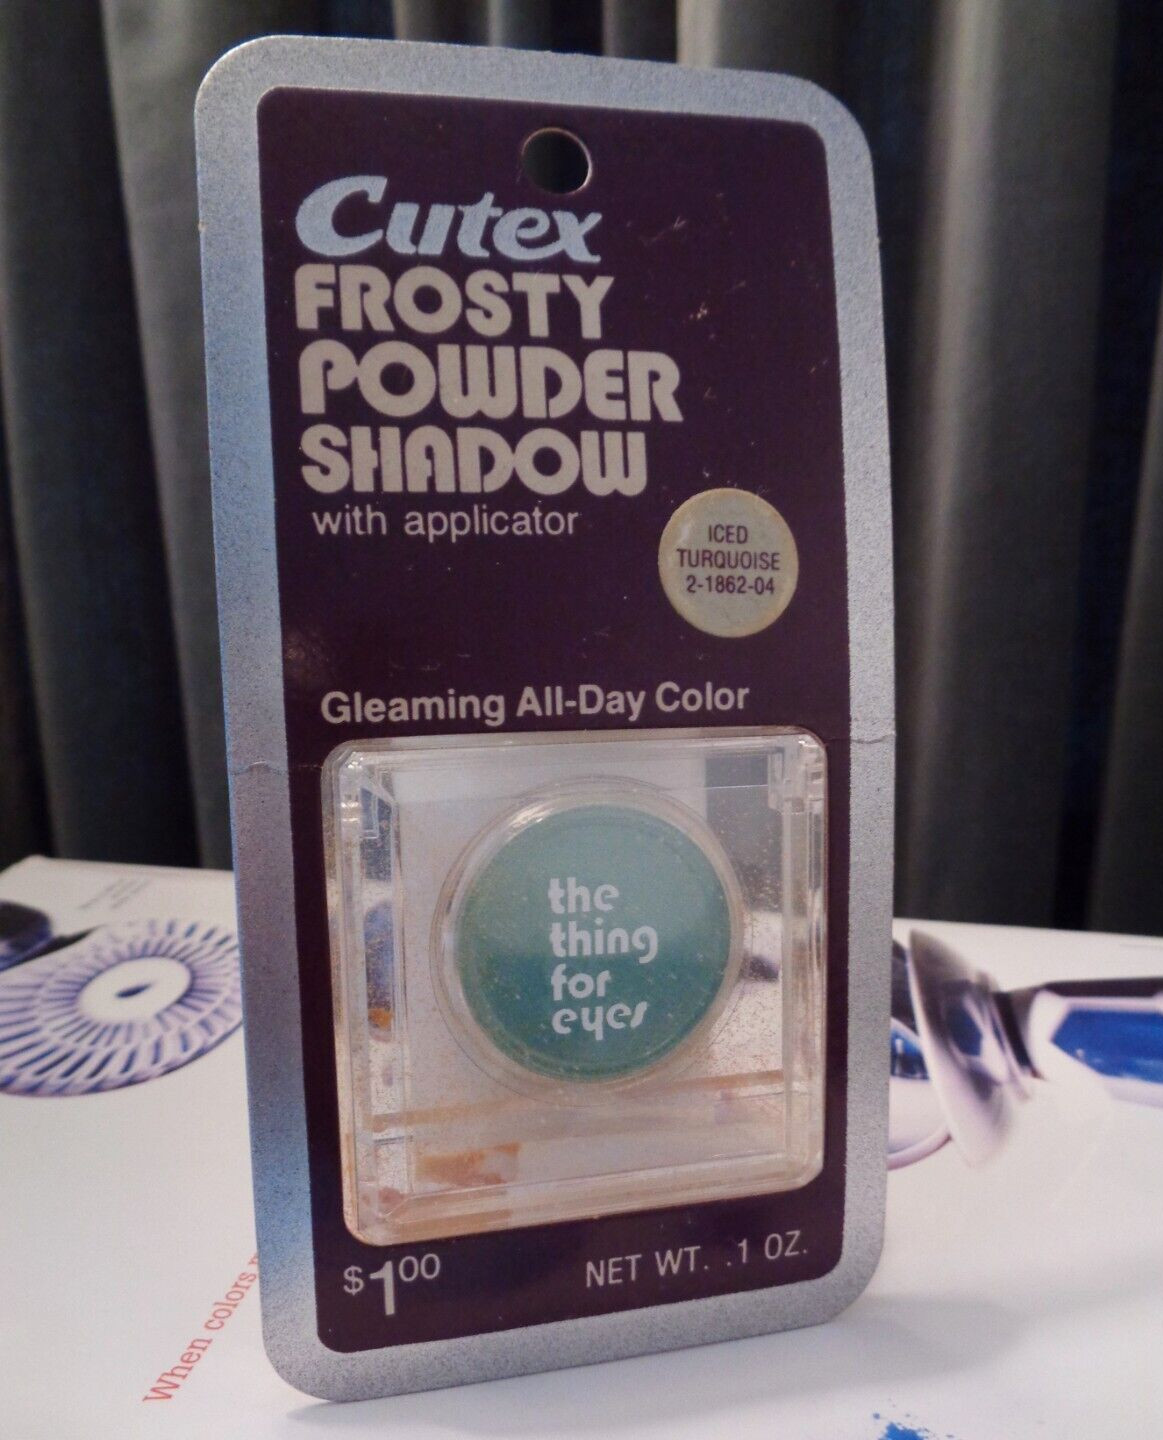 Cutex
FROSTY
POWDER
SHADOW
with applicator
ICED
TURQUOISE
2-1862-04
Gleaming All-Day Color
the
thing
for
eyes
$1.00
NET WT. .1 OZ.
When colors